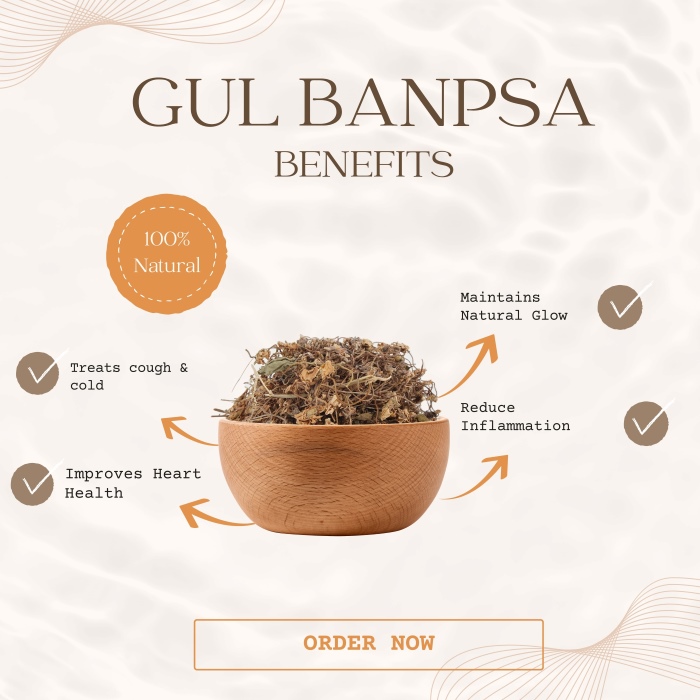 GUL BANPSA
BENEFITS
100%
Natural
Maintains
Natural Glow
Treats cough &
cold
Reduce
Inflammation
Improves Heart
Health
ORDER NOW